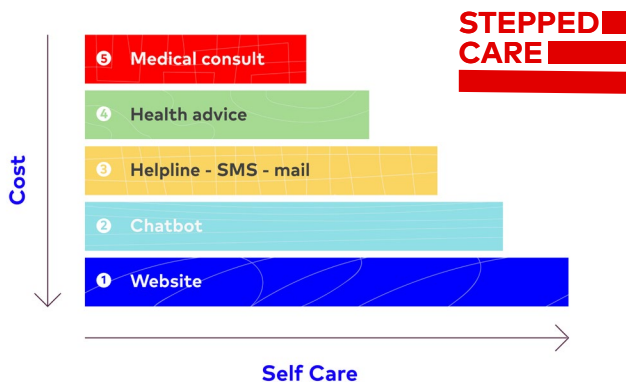 STEPPED
CARE
5 Medical consult
4 Health advice
3 Helpline - SMS - mail
2 Chatbot
1 Website
Cost
Self Care